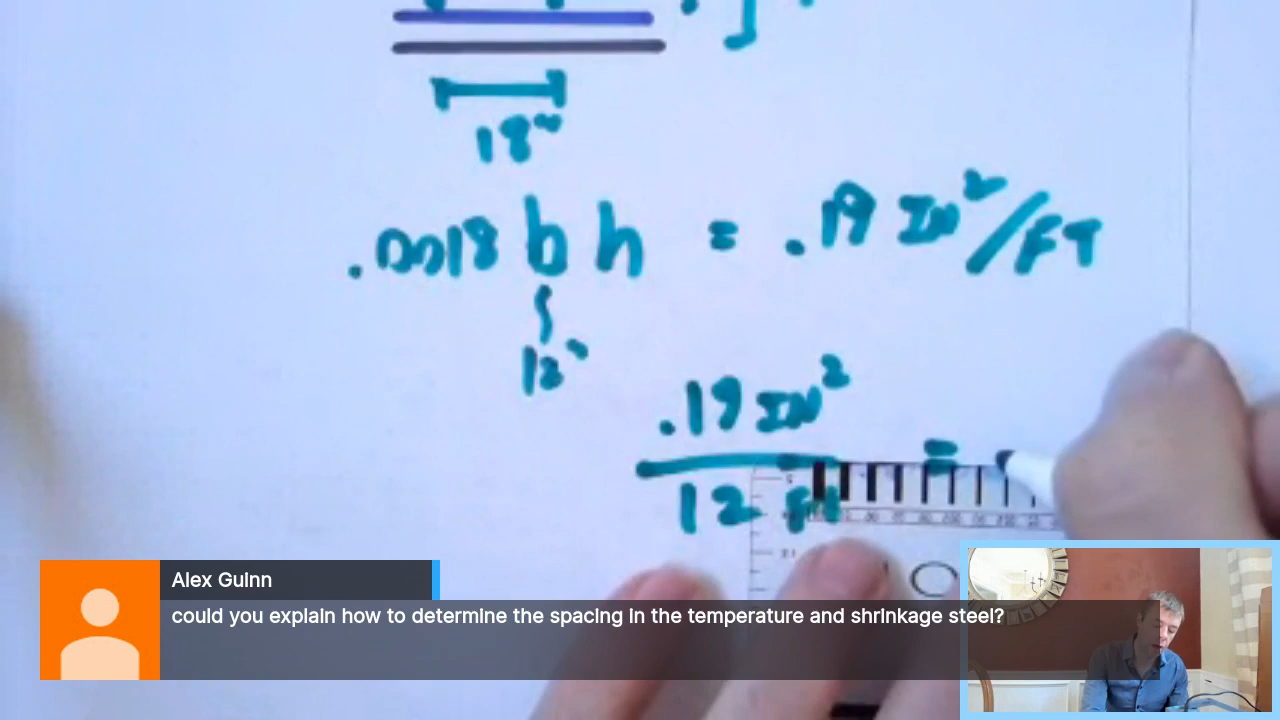 18"
.0018 b h = .19 IN²/FT
12"
.19 IN²
=
12 Ft
Alex Guinn
could you explain how to determine the spacing in the temperature and shrinkage steel?